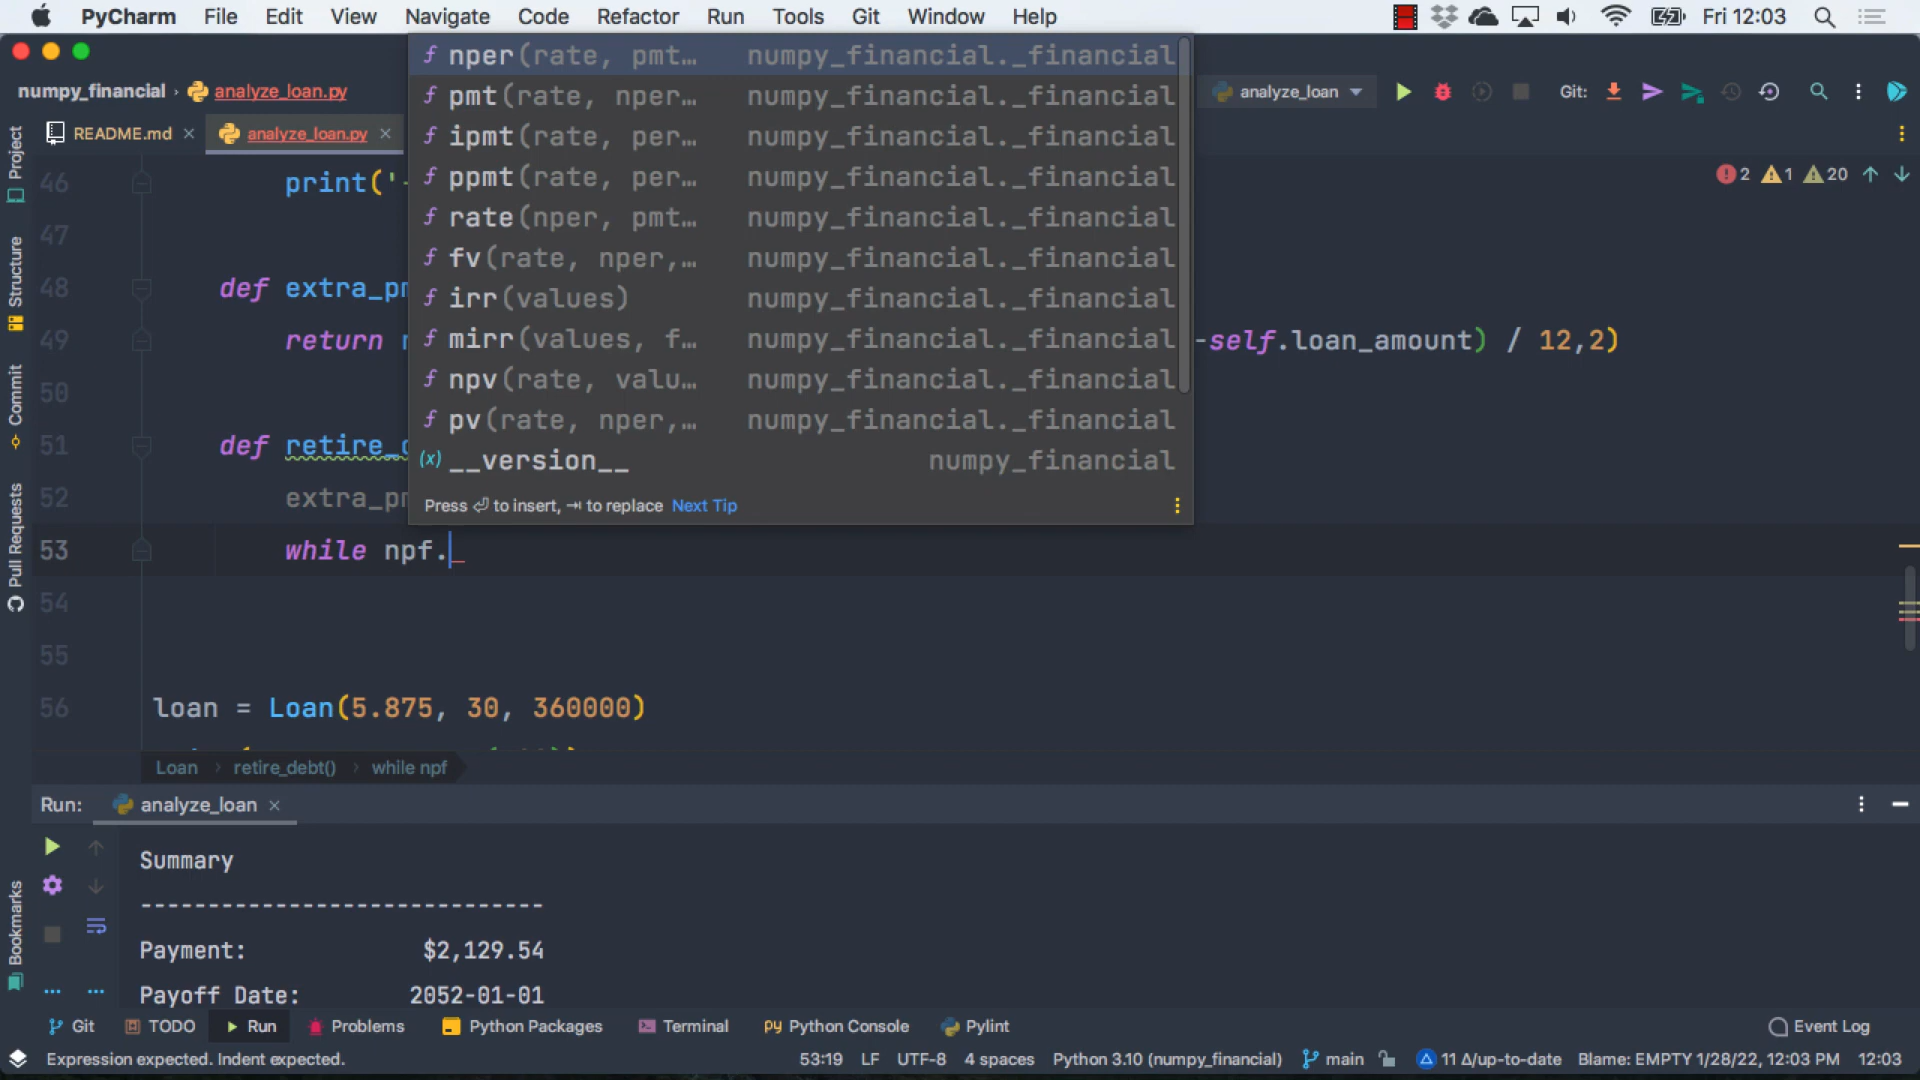 PyCharm File Edit View Navigate Code Refactor Run Tools Git Window Help Fri 12:03
numpy_financial › analyze_loan.py analyze_loan Git:
README.md analyze_loan.py
2 1 20
Project
Structure
Commit
Pull Requests
Bookmarks
nper(rate, pmt… numpy_financial._financial
pmt(rate, nper… numpy_financial._financial
ipmt(rate, per… numpy_financial._financial
ppmt(rate, per… numpy_financial._financial
rate(nper, pmt… numpy_financial._financial
fv(rate, nper,… numpy_financial._financial
irr(values) numpy_financial._financial
mirr(values, f… numpy_financial._financial
npv(rate, valu… numpy_financial._financial
pv(rate, nper,… numpy_financial._financial
__version__ numpy_financial
Press ⏎ to insert, ⇥ to replace Next Tip
46 print('-
47
48 def extra_pm
49 return -self.loan_amount) / 12,2)
50
51 def retire_
52 extra_pm
53 while npf.
54
55
56 loan = Loan(5.875, 30, 360000)
Loan › retire_debt() › while npf
Run: analyze_loan
Summary
------------------------------
Payment: $2,129.54
Payoff Date: 2052-01-01
Git TODO Run Problems Python Packages Terminal Python Console Pylint Event Log
Expression expected. Indent expected. 53:19 LF UTF-8 4 spaces Python 3.10 (numpy_financial) main 11 Δ/up-to-date Blame: EMPTY 1/28/22, 12:03 PM 12:03